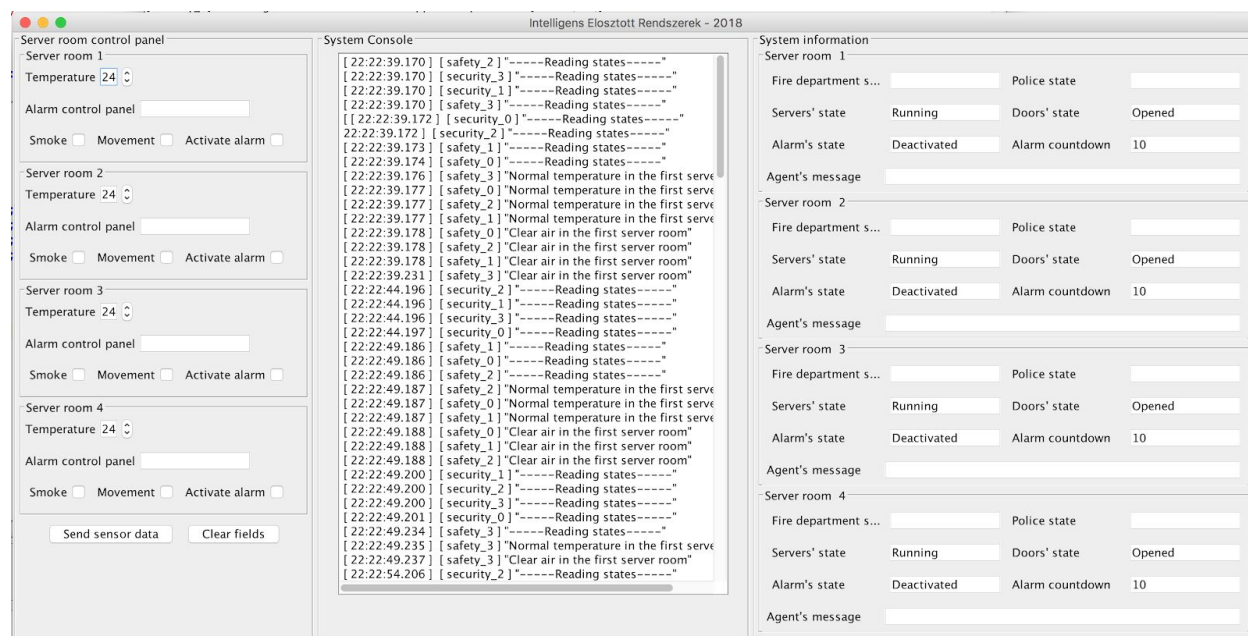 Intelligens Elosztott Rendszerek - 2018
Server room control panel
Server room 1
Temperature 24
Alarm control panel
Smoke Movement Activate alarm
Server room 2
Temperature 24
Alarm control panel
Smoke Movement Activate alarm
Server room 3
Temperature 24
Alarm control panel
Smoke Movement Activate alarm
Server room 4
Temperature 24
Alarm control panel
Smoke Movement Activate alarm
Send sensor data Clear fields
System Console
[ 22:22:39.170 ] [ safety_2 ] "-----Reading states-----"
[ 22:22:39.170 ] [ security_3 ] "-----Reading states-----"
[ 22:22:39.170 ] [ security_1 ] "-----Reading states-----"
[ 22:22:39.170 ] [ safety_3 ] "-----Reading states-----"
[[ 22:22:39.172 ] [ security_0 ] "-----Reading states-----"
22:22:39.172 ] [ security_2 ] "-----Reading states-----"
[ 22:22:39.173 ] [ safety_1 ] "-----Reading states-----"
[ 22:22:39.174 ] [ safety_0 ] "-----Reading states-----"
[ 22:22:39.176 ] [ safety_3 ] "Normal temperature in the first serve
[ 22:22:39.177 ] [ safety_0 ] "Normal temperature in the first serve
[ 22:22:39.177 ] [ safety_2 ] "Normal temperature in the first serve
[ 22:22:39.177 ] [ safety_1 ] "Normal temperature in the first serve
[ 22:22:39.178 ] [ safety_0 ] "Clear air in the first server room"
[ 22:22:39.178 ] [ safety_2 ] "Clear air in the first server room"
[ 22:22:39.178 ] [ safety_1 ] "Clear air in the first server room"
[ 22:22:39.231 ] [ safety_3 ] "Clear air in the first server room"
[ 22:22:44.196 ] [ security_2 ] "-----Reading states-----"
[ 22:22:44.196 ] [ security_1 ] "-----Reading states-----"
[ 22:22:44.196 ] [ security_3 ] "-----Reading states-----"
[ 22:22:44.197 ] [ security_0 ] "-----Reading states-----"
[ 22:22:49.186 ] [ safety_1 ] "-----Reading states-----"
[ 22:22:49.186 ] [ safety_0 ] "-----Reading states-----"
[ 22:22:49.186 ] [ safety_2 ] "-----Reading states-----"
[ 22:22:49.187 ] [ safety_2 ] "Normal temperature in the first serve
[ 22:22:49.187 ] [ safety_0 ] "Normal temperature in the first serve
[ 22:22:49.187 ] [ safety_1 ] "Normal temperature in the first serve
[ 22:22:49.188 ] [ safety_0 ] "Clear air in the first server room"
[ 22:22:49.188 ] [ safety_1 ] "Clear air in the first server room"
[ 22:22:49.188 ] [ safety_2 ] "Clear air in the first server room"
[ 22:22:49.200 ] [ security_1 ] "-----Reading states-----"
[ 22:22:49.200 ] [ security_2 ] "-----Reading states-----"
[ 22:22:49.200 ] [ security_3 ] "-----Reading states-----"
[ 22:22:49.201 ] [ security_0 ] "-----Reading states-----"
[ 22:22:49.234 ] [ safety_3 ] "-----Reading states-----"
[ 22:22:49.235 ] [ safety_3 ] "Normal temperature in the first serve
[ 22:22:49.237 ] [ safety_3 ] "Clear air in the first server room"
[ 22:22:54.206 ] [ security_2 ] "-----Reading states-----"
System information
Server room 1
Fire department s... Police state
Servers' state Running Doors' state Opened
Alarm's state Deactivated Alarm countdown 10
Agent's message
Server room 2
Fire department s... Police state
Servers' state Running Doors' state Opened
Alarm's state Deactivated Alarm countdown 10
Agent's message
Server room 3
Fire department s... Police state
Servers' state Running Doors' state Opened
Alarm's state Deactivated Alarm countdown 10
Agent's message
Server room 4
Fire department s... Police state
Servers' state Running Doors' state Opened
Alarm's state Deactivated Alarm countdown 10
Agent's message